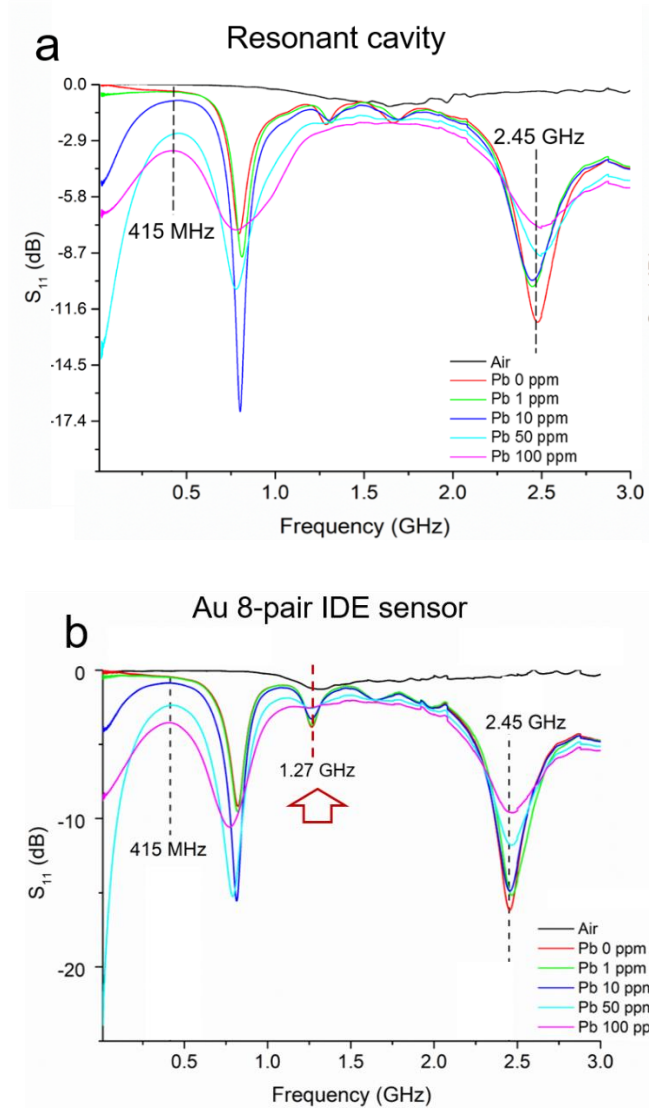 a
Resonant cavity
0.0
-2.9
-5.8
-8.7
-11.6
-14.5
-17.4
S11 (dB)
415 MHz
2.45 GHz
Air
Pb 0 ppm
Pb 1 ppm
Pb 10 ppm
Pb 50 ppm
Pb 100 ppm
0.5
1.0
1.5
2.0
2.5
3.0
Frequency (GHz)
b
Au 8-pair IDE sensor
0
-10
-20
S11 (dB)
415 MHz
1.27 GHz
2.45 GHz
Air
Pb 0 ppm
Pb 1 ppm
Pb 10 ppm
Pb 50 ppm
Pb 100 pp
0.5
1.0
1.5
2.0
2.5
3.0
Frequency (GHz)